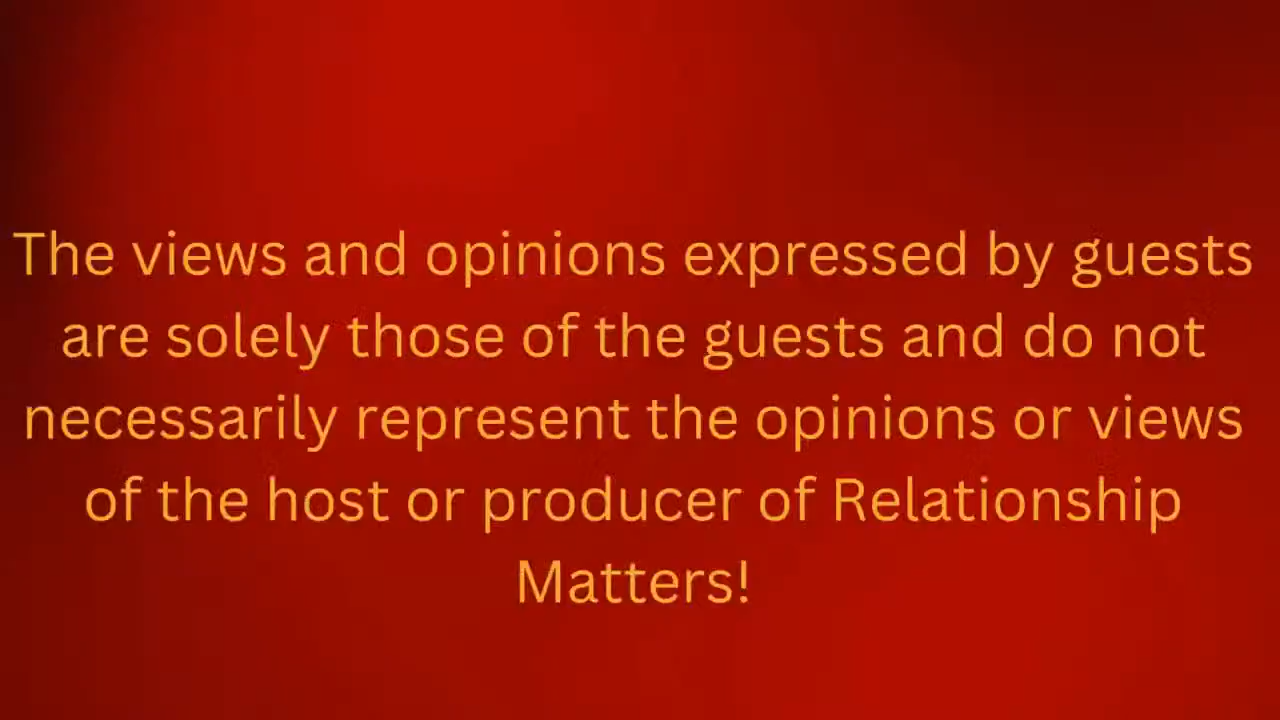 The views and opinions expressed by guests
are solely those of the guests and do not
necessarily represent the opinions or views
of the host or producer of Relationship
Matters!